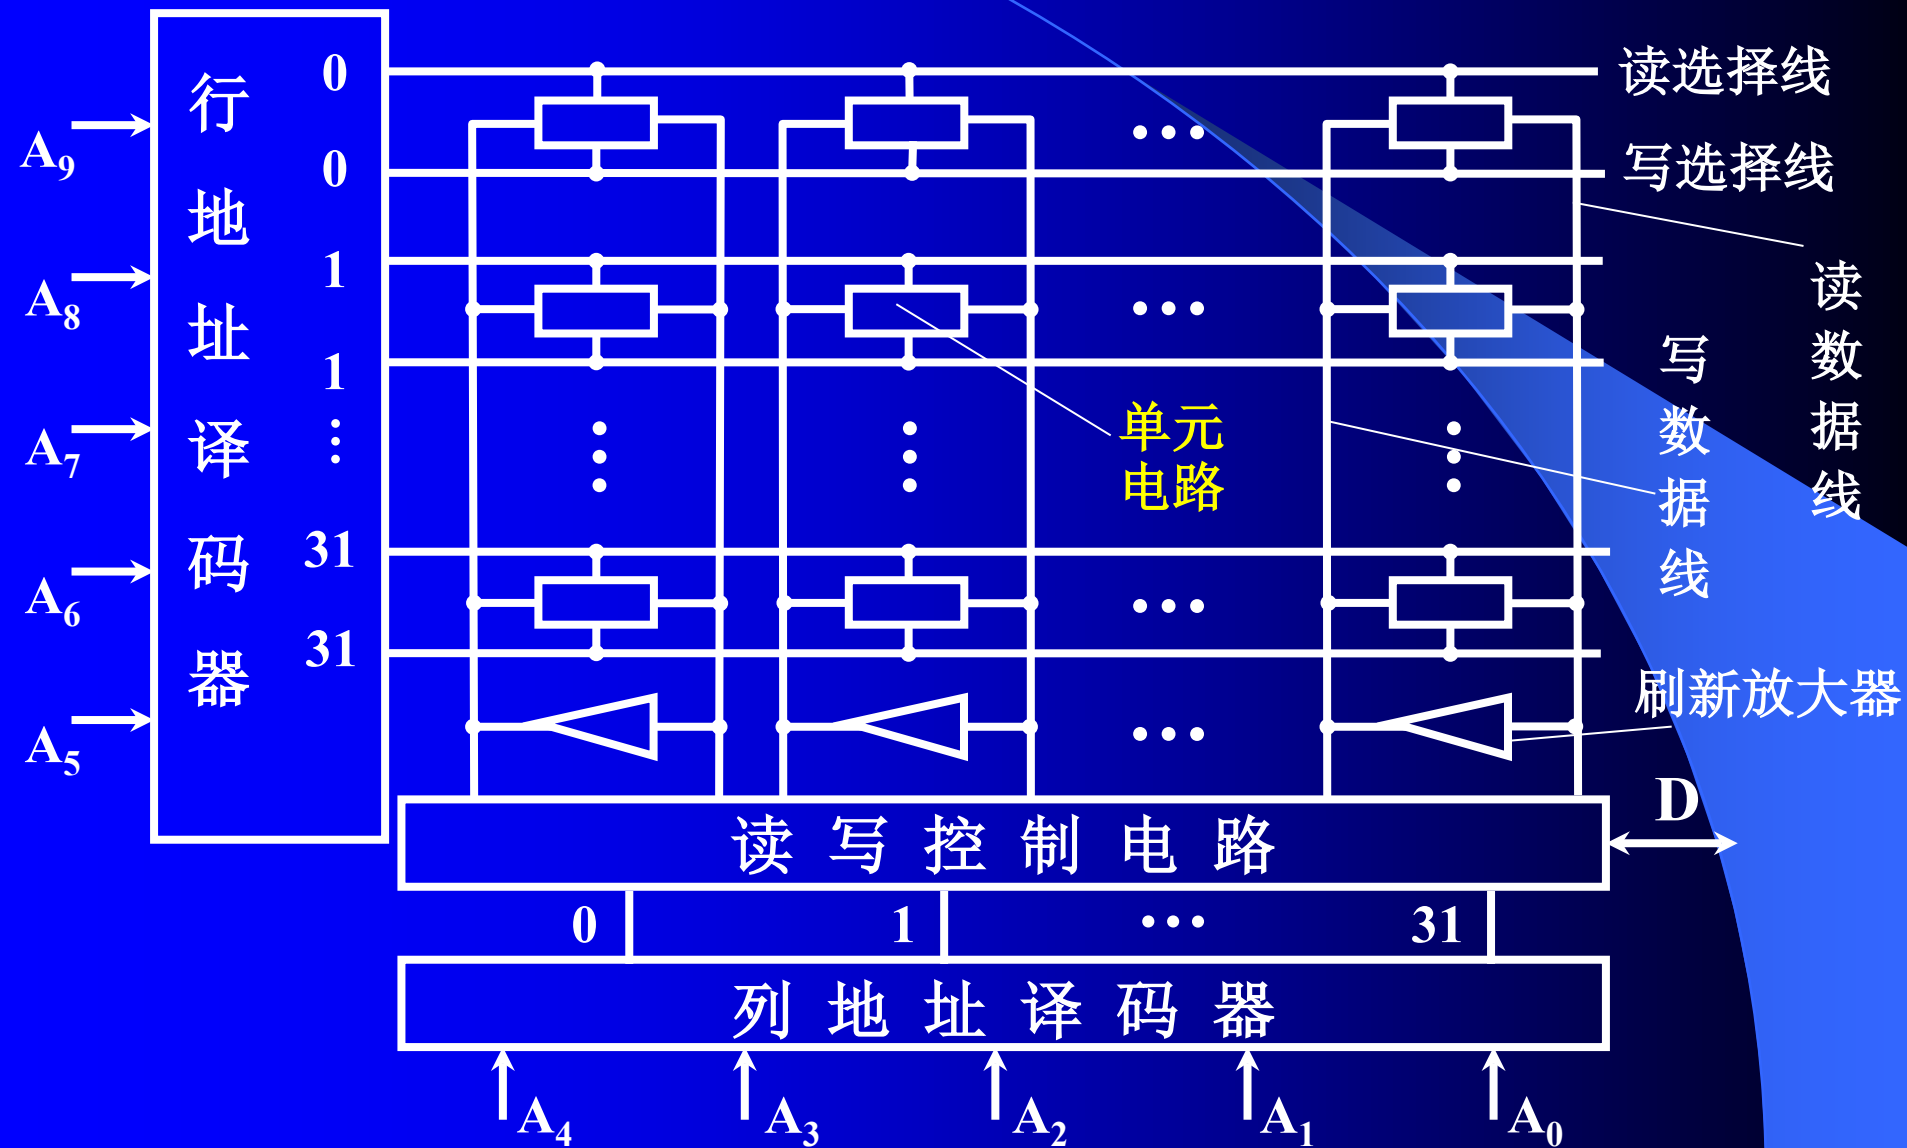 行地址译码器
0
0
1
1
⋮
31
31
A9
A8
A7
A6
A5
读选择线
写选择线
…
读数据线
…
写数据线
单元
电路
⋮
⋮
⋮
…
刷新放大器
…
D
读写控制电路
0
1
…
31
列地址译码器
A4
A3
A2
A1
A0